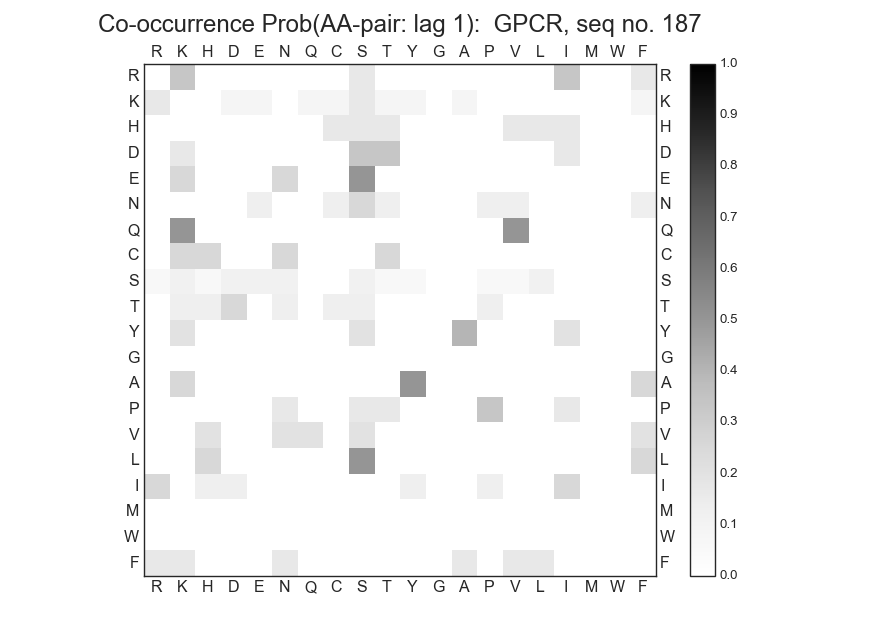 Co-occurrence Prob(AA-pair: lag 1):  GPCR, seq no. 187
R K H D E N Q C S T Y G A P V L I M W F
R R
K K
H H
D D
E E
N N
Q Q
C C
S S
T T
Y Y
G G
A A
P P
V V
L L
I I
M M
W W
F F
R K H D E N Q C S T Y G A P V L I M W F
1.0
0.9
0.8
0.7
0.6
0.5
0.4
0.3
0.2
0.1
0.0